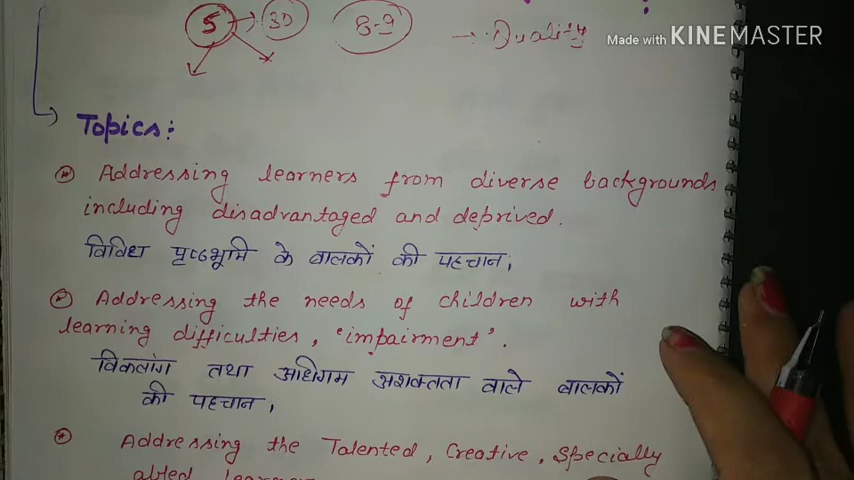 5 → 3D 8-9 → Quality
Made with KINEMASTER
Topics:
Addressing learners from diverse backgrounds
including disadvantaged and deprived.
विविध पृष्ठभूमि के बालकों की पहचान,
Addressing the needs of children with
learning difficulties, 'impairment'.
विकलांग तथा अधिगम अशक्तता वाले बालकों
की पहचान,
Addressing the Talented, Creative, Specially
abled